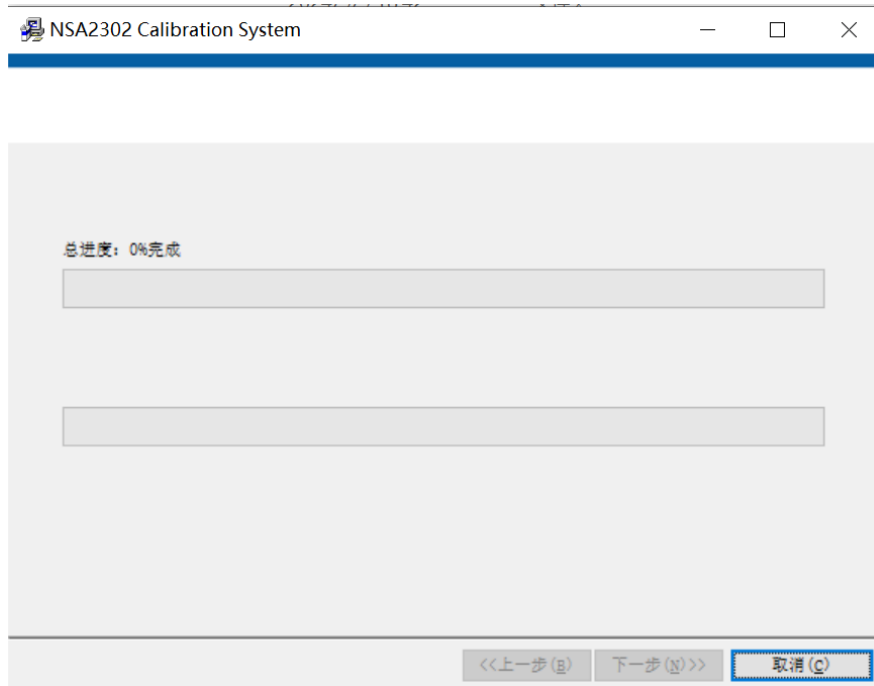 NSA2302 Calibration System
总进度：0%完成
<<上一步(B)
下一步(N)>>
取消(C)